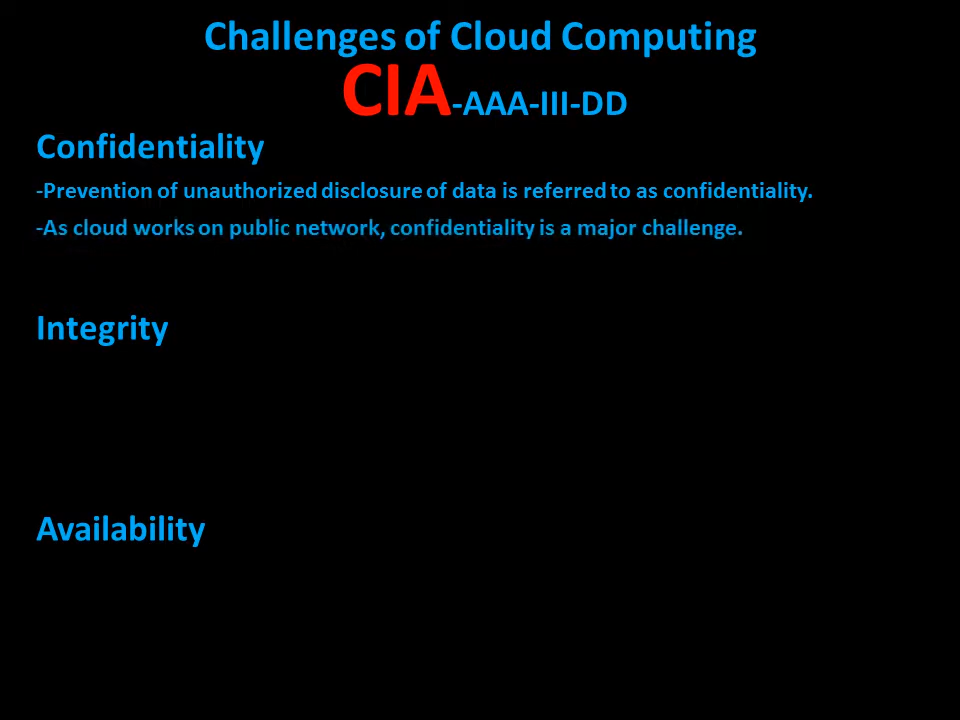 Challenges of Cloud Computing
CIA-AAA-III-DD
Confidentiality
-Prevention of unauthorized disclosure of data is referred to as confidentiality.
-As cloud works on public network, confidentiality is a major challenge.
Integrity
Availability